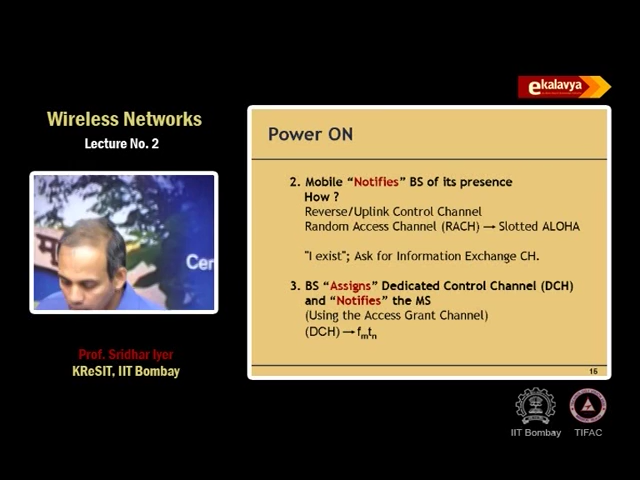 ekalavya
Wireless Networks
Lecture No. 2
Power ON
2. Mobile “Notifies” BS of its presence
How ?
Reverse/Uplink Control Channel
Random Access Channel (RACH) → Slotted ALOHA
"I exist"; Ask for Information Exchange CH.
3. BS “Assigns” Dedicated Control Channel (DCH)
and “Notifies” the MS
(Using the Access Grant Channel)
(DCH) → fmtn
16
Cen
Prof. Sridhar Iyer
KReSIT, IIT Bombay
IIT Bombay
TIFAC